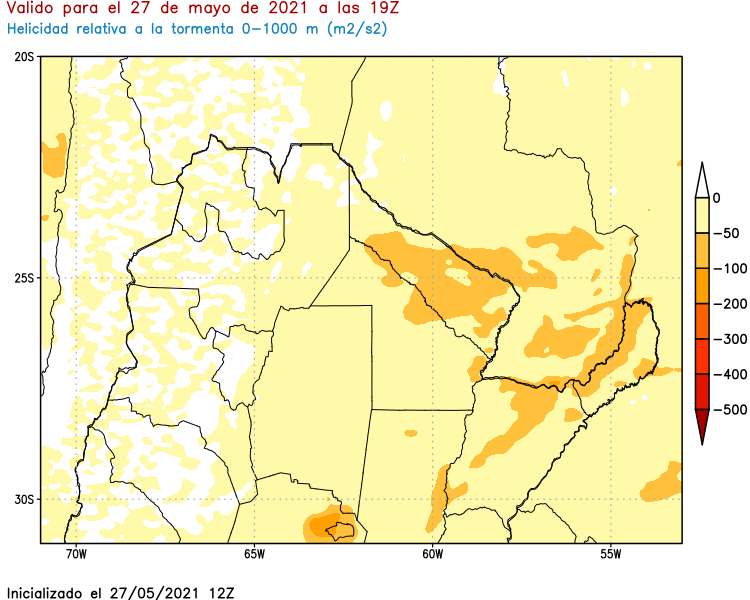 Valido para el 27 de mayo de 2021 a las 19Z
Helicidad relativa a la tormenta 0-1000 m (m2/s2)
20S
25S
30S
70W
65W
60W
55W
0
-50
-100
-200
-300
-400
-500
Inicializado el 27/05/2021 12Z